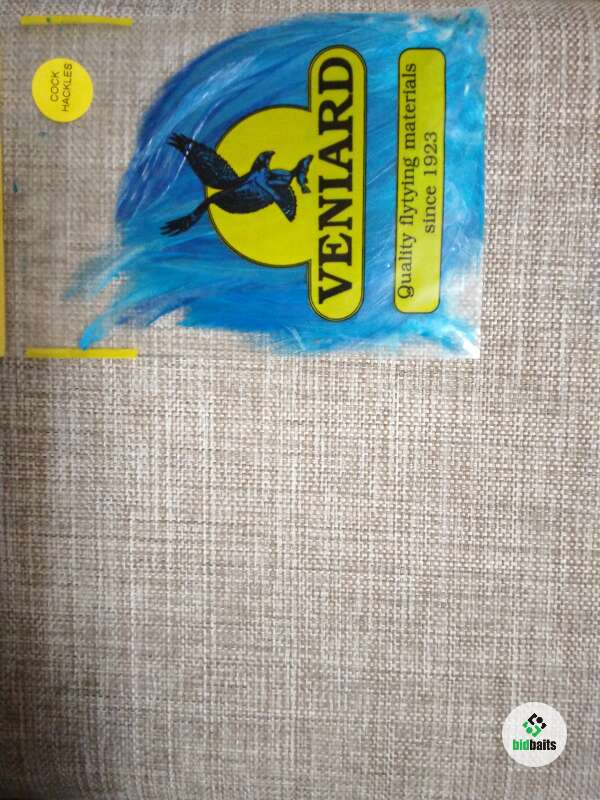 COCK
HACKLES
VENIARD
Quality flytying materials
since 1923
bidbaits